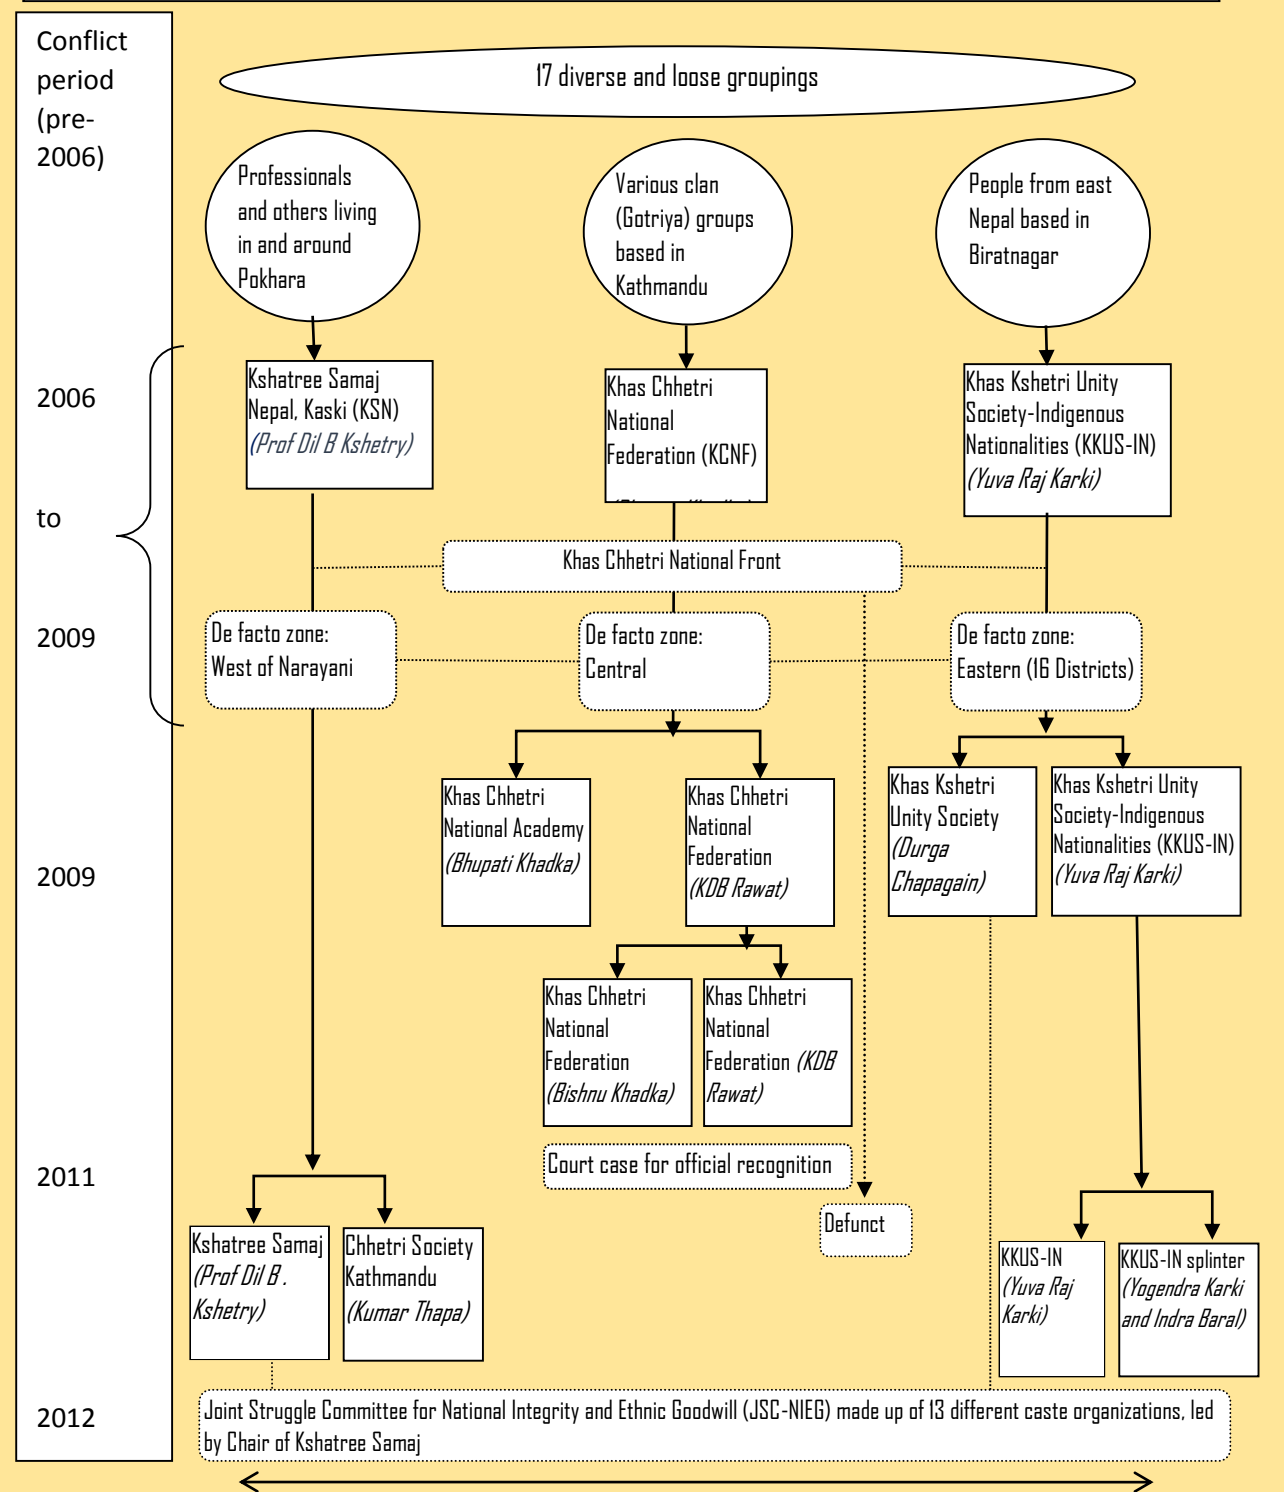 Conflict
period
(pre-
2006)
17 diverse and loose groupings
Professionals
and others living
in and around
Pokhara
Various clan
(Gotriya) groups
based in
Kathmandu
People from east
Nepal based in
Biratnagar
2006
Kshatree Samaj
Nepal, Kaski (KSN)
(Prof Dil B Kshetry)
Khas Chhetri
National
Federation (KCNF)
Khas Kshetri Unity
Society-Indigenous
Nationalities (KKUS-IN)
(Yuva Raj Karki)
to
Khas Chhetri National Front
2009
De facto zone:
West of Narayani
De facto zone:
Central
De facto zone:
Eastern (16 Districts)
2009
Khas Chhetri
National Academy
(Bhupati Khadka)
Khas Chhetri
National
Federation
(KDB Rawat)
Khas Kshetri
Unity Society
(Durga
Chapagain)
Khas Kshetri Unity
Society-Indigenous
Nationalities (KKUS-IN)
(Yuva Raj Karki)
Khas Chhetri
National
Federation
(Bishnu Khadka)
Khas Chhetri
National
Federation (KDB
Rawat)
2011
Court case for official recognition
Defunct
Kshatree Samaj
(Prof Dil B .
Kshetry)
Chhetri Society
Kathmandu
(Kumar Thapa)
KKUS-IN
(Yuva Raj
Karki)
KKUS-IN splinter
(Yogendra Karki
and Indra Baral)
2012
Joint Struggle Committee for National Integrity and Ethnic Goodwill (JSC-NIEG) made up of 13 different caste organizations, led
by Chair of Kshatree Samaj